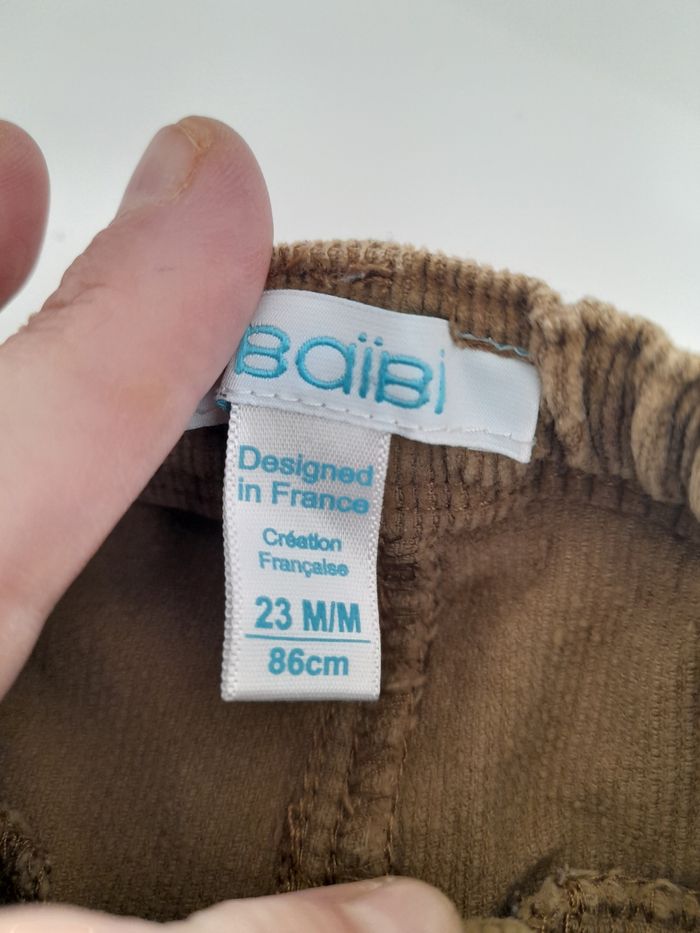 Baïbi
Designed
in France
Création
Française
23 M/M
86cm